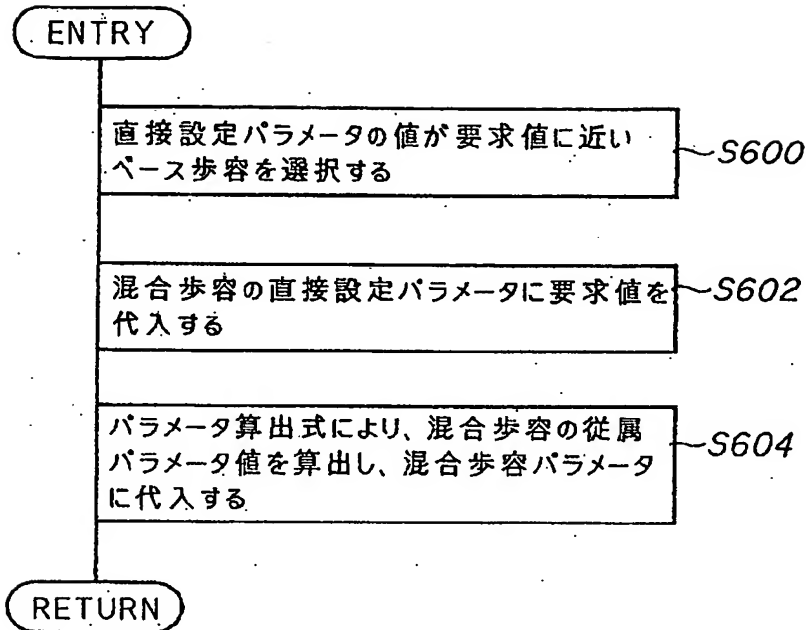 ENTRY
直接設定パラメータの値が要求値に近い
ベース歩容を選択する
S600
混合歩容の直接設定パラメータに要求値を
代入する
S602
パラメータ算出式により、混合歩容の従属
パラメータ値を算出し、混合歩容パラメータ
に代入する
S604
RETURN